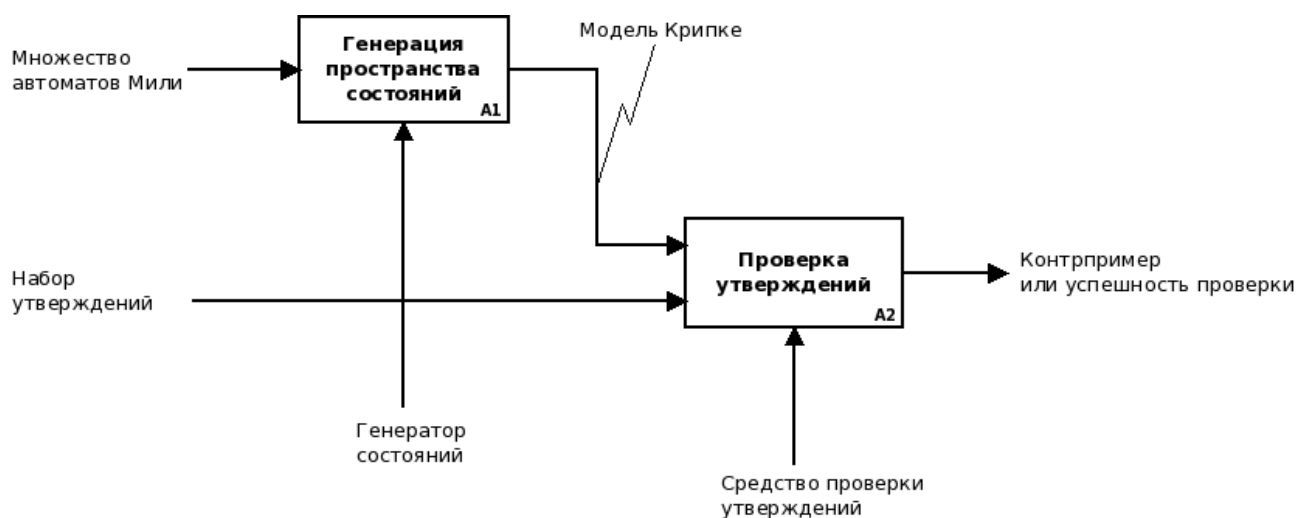 Модель Крипке
Множество
автоматов Мили
Генерация
пространства
состояний
A1
Набор
утверждений
Проверка
утверждений
A2
Контрпример
или успешность проверки
Генератор
состояний
Средство проверки
утверждений